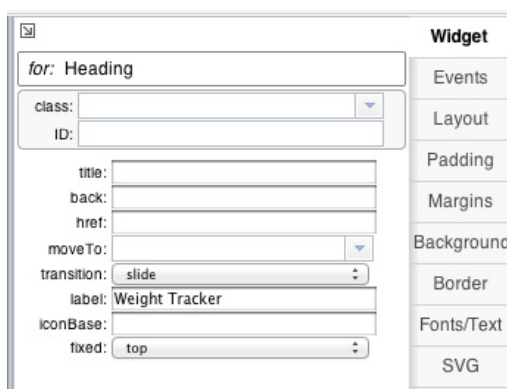 Widget
for: Heading
Events
class:
Layout
ID:
Padding
title:
back:
Margins
href:
moveTo:
Background
transition: slide
Border
label: Weight Tracker
iconBase:
Fonts/Text
fixed: top
SVG